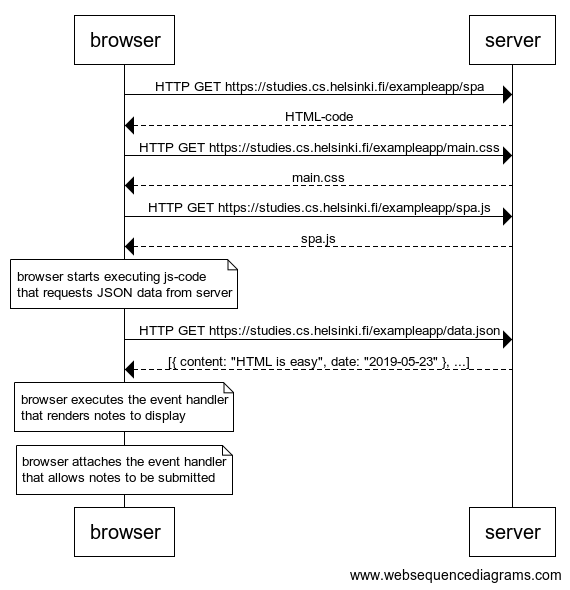 browser
server
HTTP GET https://studies.cs.helsinki.fi/exampleapp/spa
HTML-code
HTTP GET https://studies.cs.helsinki.fi/exampleapp/main.css
main.css
HTTP GET https://studies.cs.helsinki.fi/exampleapp/spa.js
spa.js
browser starts executing js-code
that requests JSON data from server
HTTP GET https://studies.cs.helsinki.fi/exampleapp/data.json
[{ content: "HTML is easy", date: "2019-05-23" }, ...]
browser executes the event handler
that renders notes to display
browser attaches the event handler
that allows notes to be submitted
browser
server
www.websequencediagrams.com